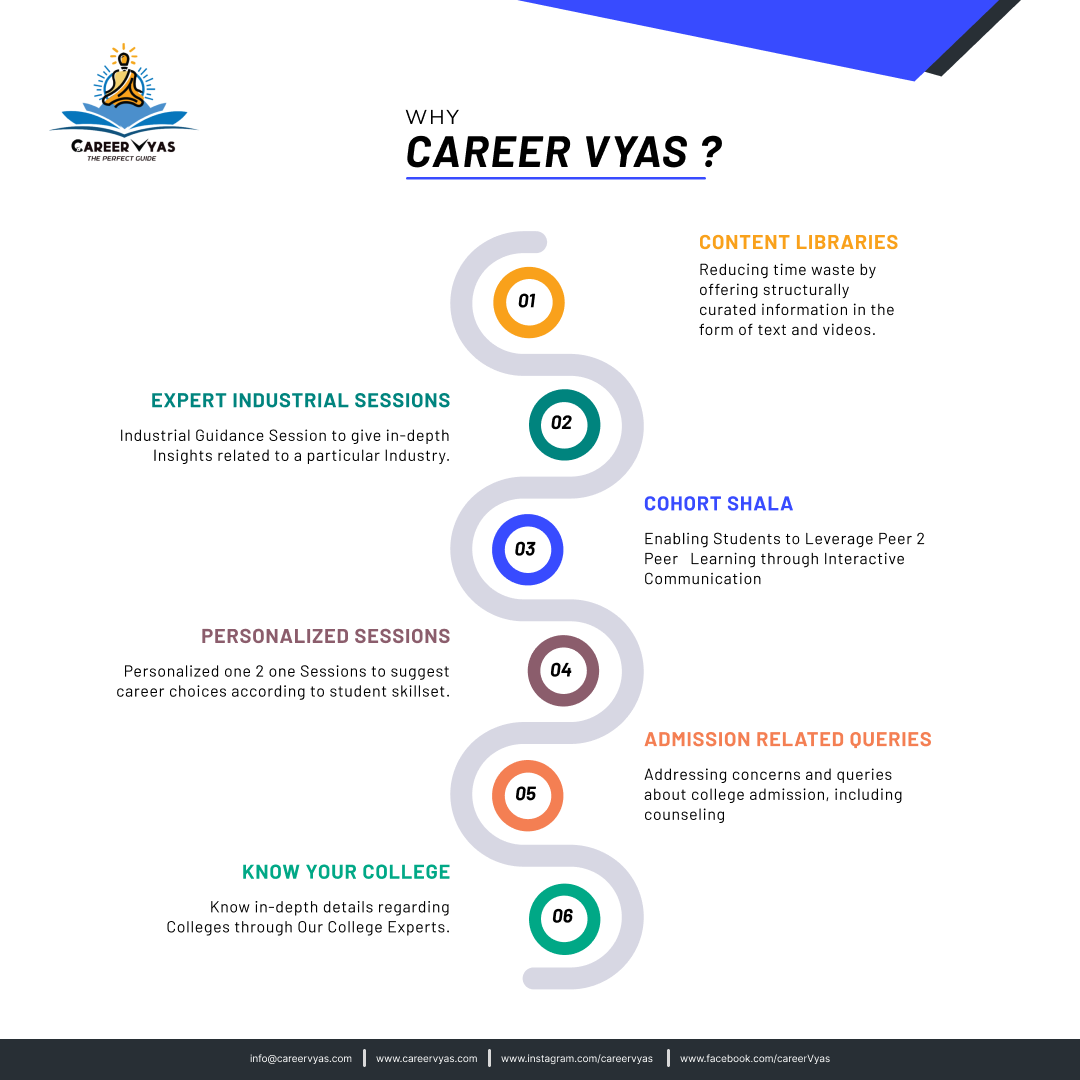 CAREER VYAS
THE PERFECT GUIDE
WHY
CAREER VYAS ?
01
CONTENT LIBRARIES
Reducing time waste by
offering structurally
curated information in the
form of text and videos.
02
EXPERT INDUSTRIAL SESSIONS
Industrial Guidance Session to give in-depth
Insights related to a particular Industry.
03
COHORT SHALA
Enabling Students to Leverage Peer 2
Peer   Learning through Interactive
Communication
04
PERSONALIZED SESSIONS
Personalized one 2 one Sessions to suggest
career choices according to student skillset.
05
ADMISSION RELATED QUERIES
Addressing concerns and queries
about college admission, including
counseling
06
KNOW YOUR COLLEGE
Know in-depth details regarding
Colleges through Our College Experts.
info@careervyas.com | www.careervyas.com | www.instagram.com/careervyas | www.facebook.com/careerVyas